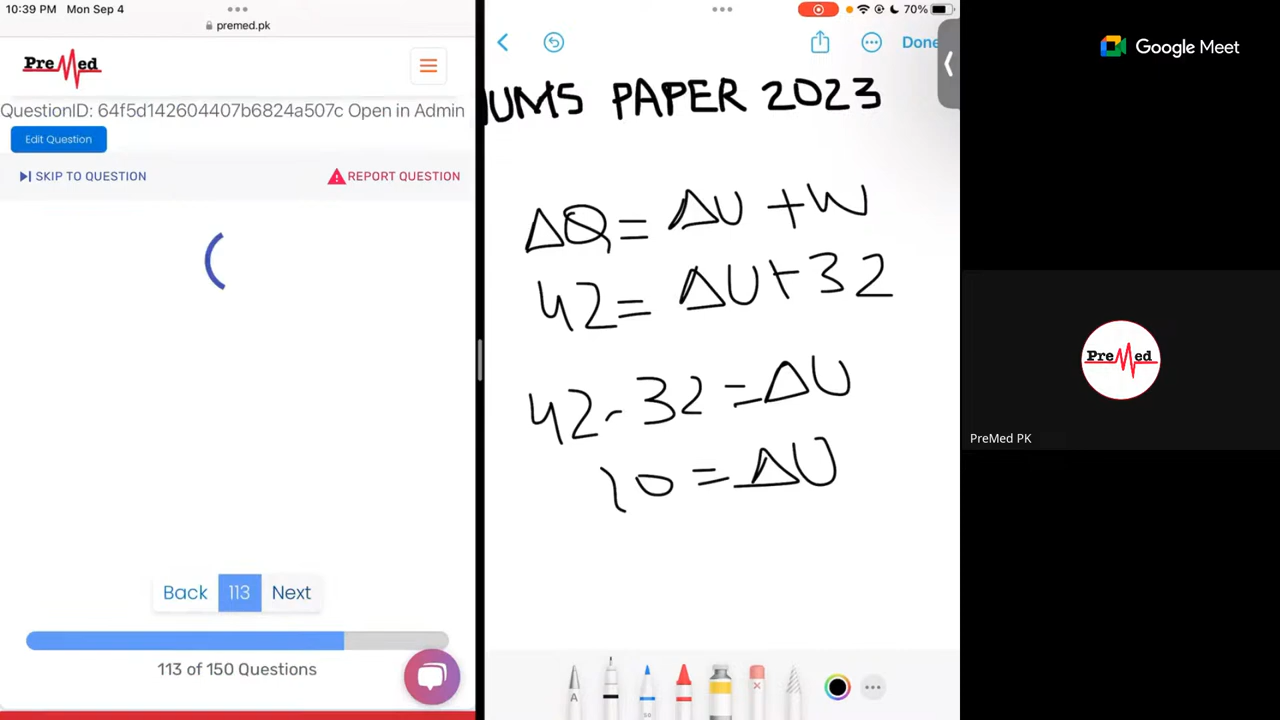 10:39 PM Mon Sep 4
premed.pk
PreMed
QuestionID: 64f5d142604407b6824a507c Open in Admin
Edit Question
SKIP TO QUESTION
REPORT QUESTION
Back 113 Next
113 of 150 Questions
70%
Done
UMS PAPER 2023
ΔQ = ΔU + W
42 = ΔU + 32
42 - 32 = ΔU
10 = ΔU
A
Google Meet
PreMed
PreMed PK